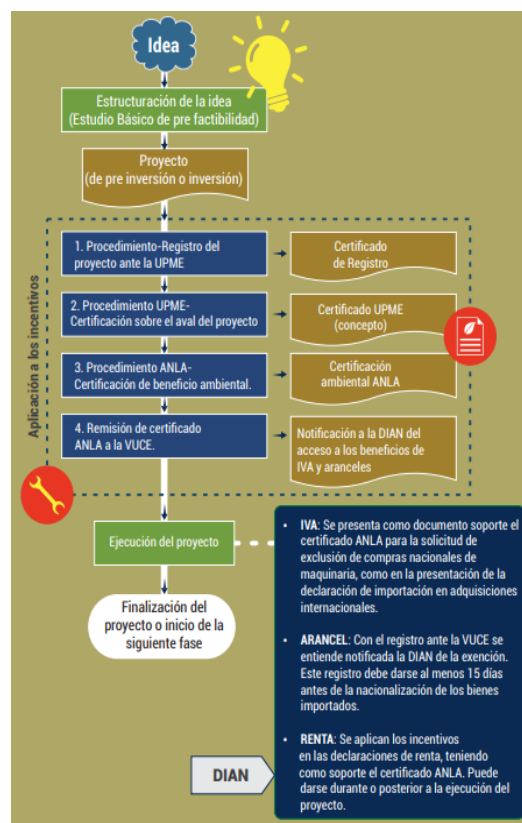 Idea
Estructuración de la idea
(Estudio Básico de pre factibilidad)
Proyecto
(de pre inversión o inversión)
Aplicación a los incentivos
1. Procedimiento-Registro del
proyecto ante la UPME
Certificado
de Registro
2. Procedimiento UPME-
Certificación sobre el aval del proyecto
Certificado UPME
(concepto)
3. Procedimiento ANLA-
Certificación de beneficio ambiental.
Certificación
ambiental ANLA
4. Remisión de certificado
ANLA a la VUCE.
Notificación a la DIAN del
acceso a los beneficios de
IVA y aranceles
Ejecución del proyecto
Finalización del
proyecto o inicio de la
siguiente fase
• IVA: Se presenta como documento soporte el
certificado ANLA para la solicitud de
exclusión de compras nacionales de
maquinaria, como en la presentación de la
declaración de importación en adquisiciones
internacionales.
• ARANCEL: Con el registro ante la VUCE se
entiende notificada la DIAN de la exención.
Este registro debe darse al menos 15 días
antes de la nacionalización de los bienes
importados.
• RENTA: Se aplican los incentivos
en las declaraciones de renta, teniendo
como soporte el certificado ANLA. Puede
darse durante o posterior a la ejecución del
proyecto.
DIAN